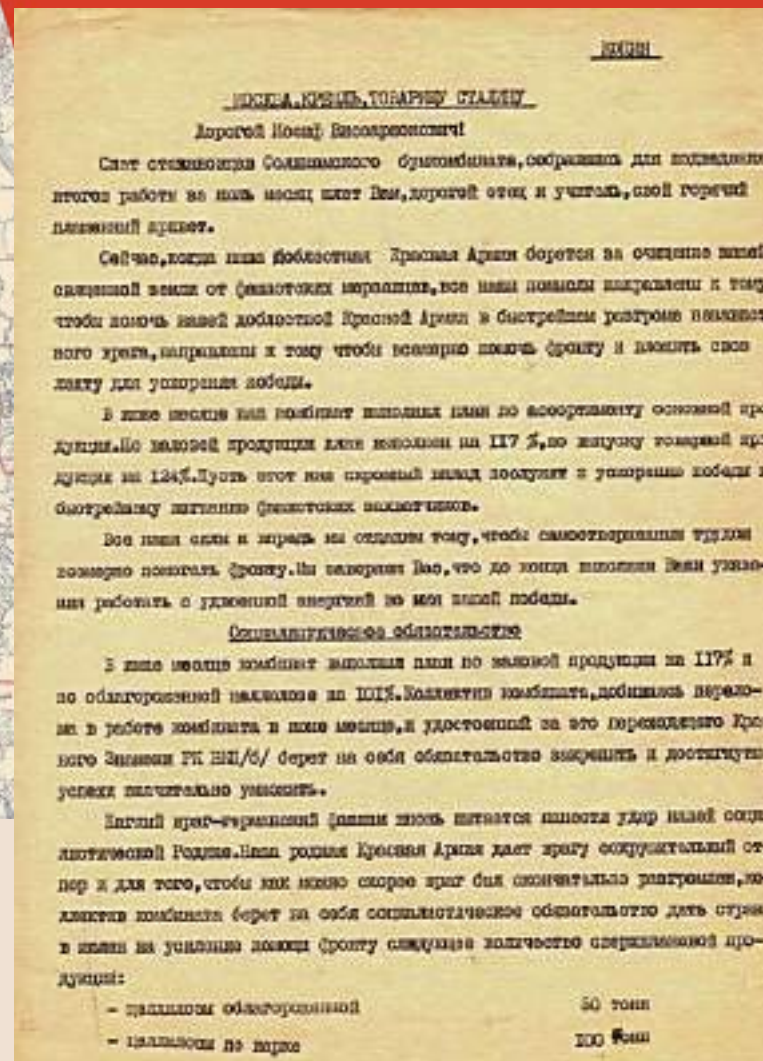 КОПИЯ
МОСКВА,КРЕМЛЬ,ТОВАРИЩУ СТАЛИНУ
Дорогой Иосиф Виссарионович!
Слет стахановцев Соликамского бумкомбината,собравшись для подведения
итогов работы за июнь месяц шлет Вам,дорогой отец и учитель,свой горячий
пламенный привет.
Сейчас,когда наша доблестная Красная Армия борется за очищение нашей
священной земли от фашистских мерзавцев,все наши помыслы направлены к тому
чтобы помочь нашей доблестной Красной Армии в быстрейшем разгроме ненавист
ного врага,направлены к тому чтобы всемерно помочь фронту и вложить свою
лепту для ускорения победы.
В июне месяце наш комбинат выполнил план по ассортименту основной про
дукции.По валовой продукции план выполнен на 117 %,по выпуску товарной пр
дукции на 124%.Пусть этот наш скромный вклад послужит к ускорению победы
быстрейшему изгнанию фашистских захватчиков.
Все наши силы и впредь мы отдадим тому,чтобы самоотверженным трудом
всемерно помогать фронту.Мы заверяем Вас,что до конца выполним Ваши указа-
ния работать с удвоенной энергией во имя нашей победы.
Социалистическое обязательство
В июне месяце комбинат выполнил план по валовой продукции на 117% и
по облагороженной целлюлозе на 101%.Коллектив комбината,добившись перело-
ма в работе комбината в июне месяце,и удостоенный за это переходящего Крас
ного Знамени РК ВКП/б/ берет на себя обязательство закрепить и достигнутые
успехи значительно умножить.
Наглый враг-германский фашизм вновь пытается нанести удар нашей социа
листической Родине.Наша родная Красная Армия дает врагу сокрушительный от-
пор и для того,чтобы как можно скорее враг был окончательно разгромлен,ко
ллектив комбината берет на себя социалистическое обязательство дать стране
в июле на усиление помощи фронту следующее количество сверхплановой про-
дукции:
- целлюлозы облагороженной 50 тонн
- целлюлозы по варке 100 тонн